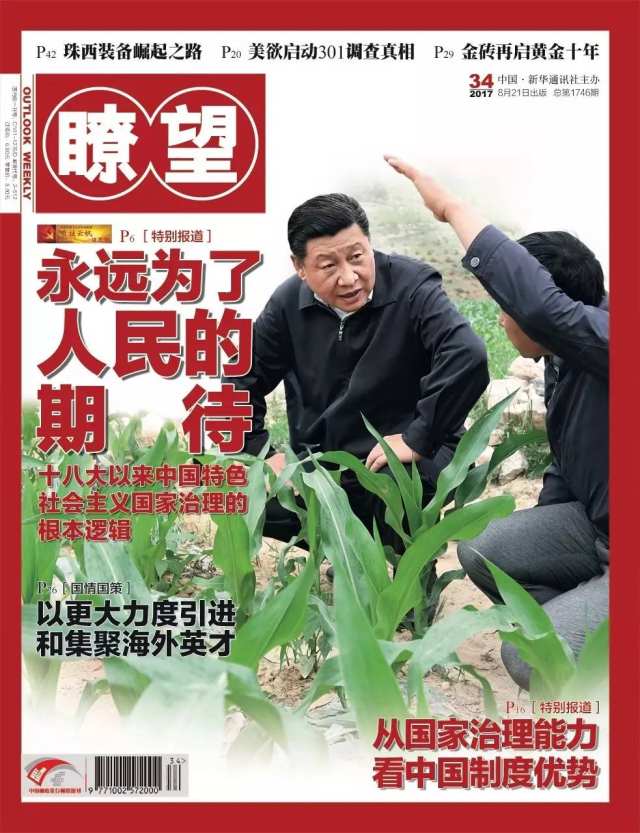 P42 珠西装备崛起之路 P20 美欲启动301调查真相 P29 金砖再启黄金十年
34 中国·新华通讯社主办
2017 8月21日出版 总第1746期
OUTLOOK WEEKLY
瞭望
P6 [特别报道]
永远为了
人民的
期待
十八大以来中国特色
社会主义国家治理的
根本逻辑
P76 [国情国策]
以更大力度引进
和集聚海外英才
P16 [特别报道]
从国家治理能力
看中国制度优势
34>
9 771002 572000